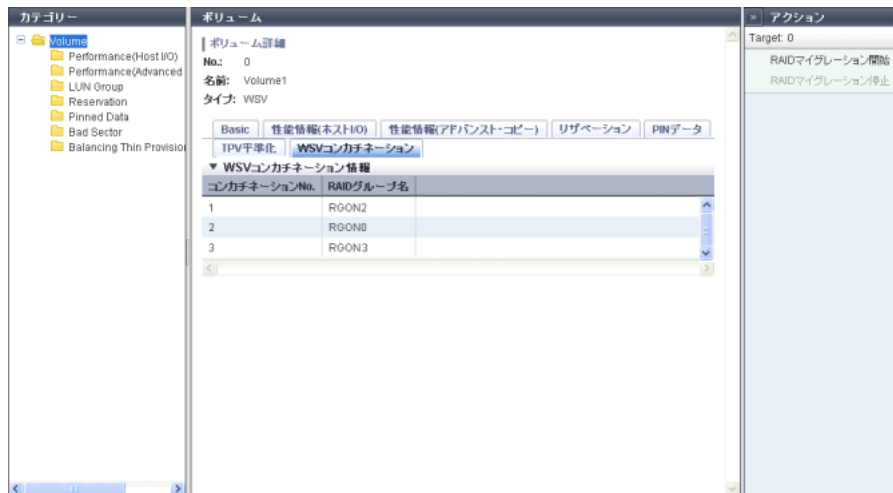 カテゴリー
Volume
Performance(Host I/O)
Performance(Advanced
LUN Group
Reservation
Pinned Data
Bad Sector
Balancing Thin Provision
ボリューム
ボリューム詳細
No.: 0
名前: Volume1
タイプ: WSV
Basic 性能情報(ホストI/O) 性能情報(アドバンスト・コピー) リザベーション PINデータ
TPV平準化 WSVコンカチネーション
▼ WSVコンカチネーション情報
コンカチネーションNo. RAIDグループ名
1 RGON2
2 RGON0
3 RGON3
» アクション
Target: 0
RAIDマイグレーション開始
RAIDマイグレーション停止